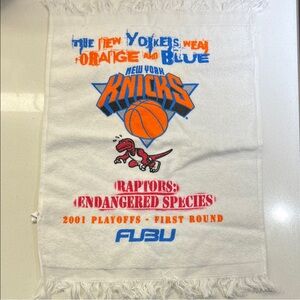 THE NEW YORKERS WEAR
ORANGE AND BLUE
NEW YORK
KNICKS
RAPTORS:
ENDANGERED SPECIES
2001 PLAYOFFS - FIRST ROUND
FUBU